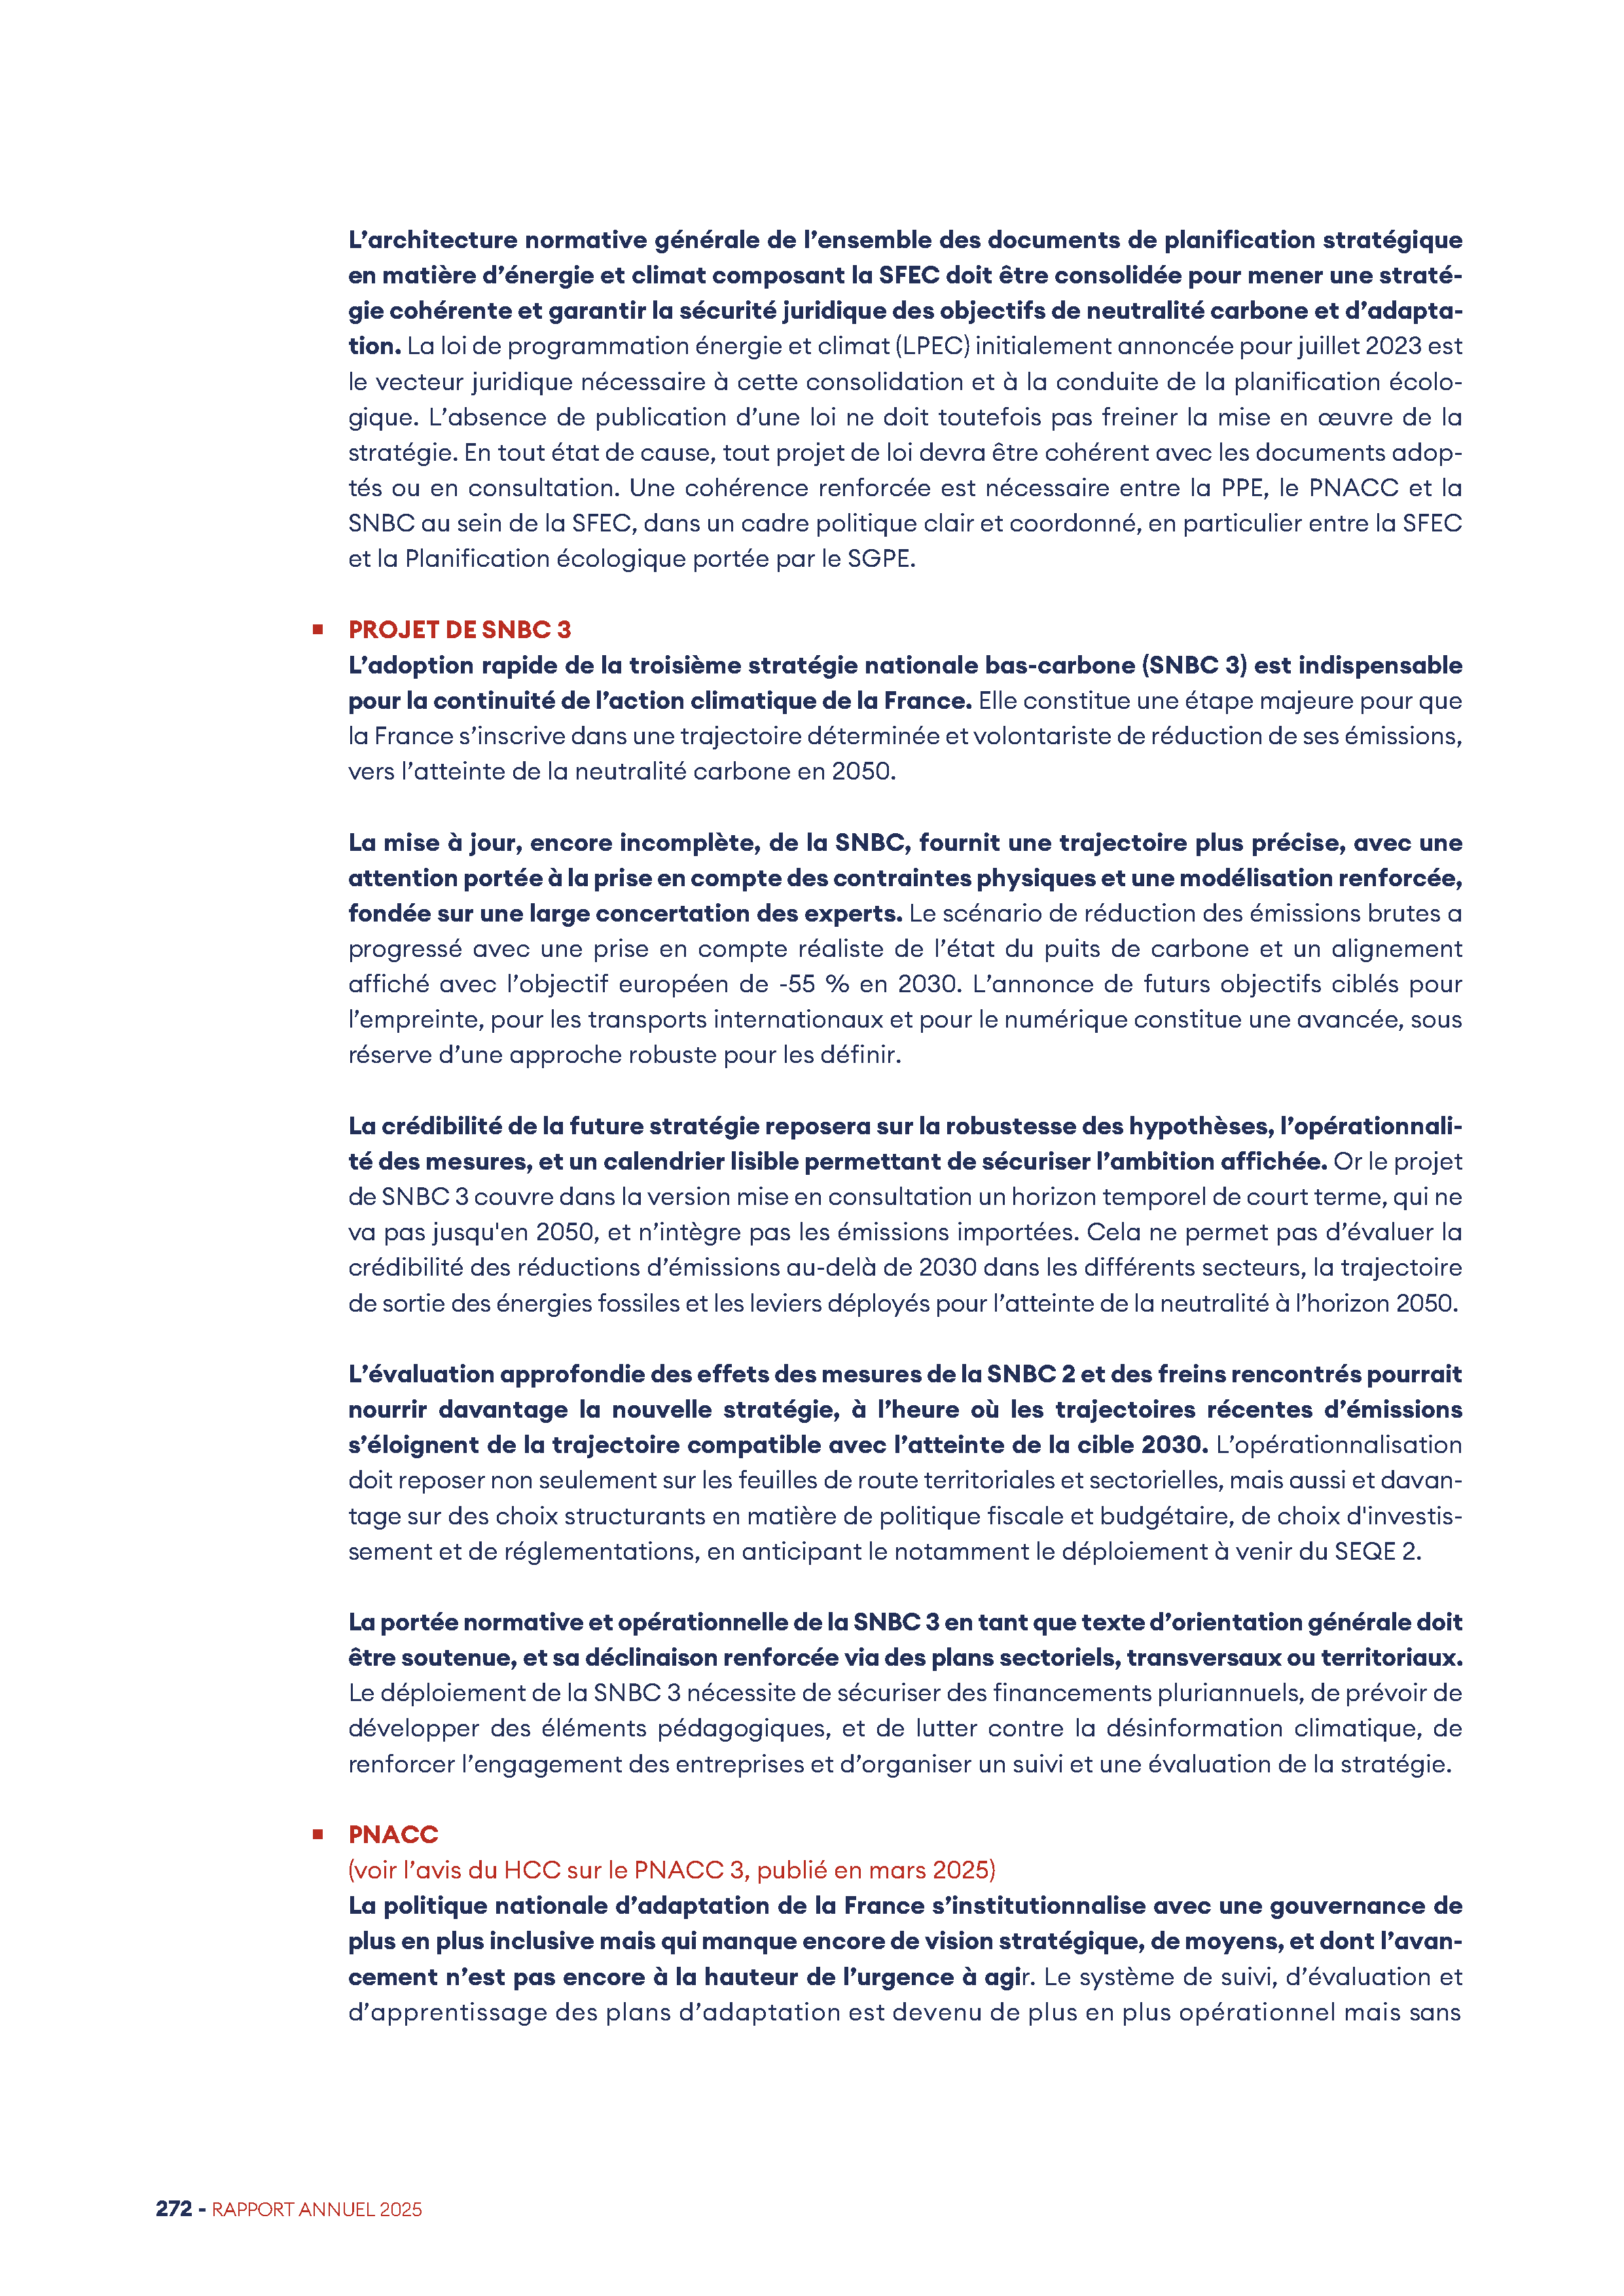 L’architecture normative générale de l’ensemble des documents de planification stratégique
en matière d’énergie et climat composant la SFEC doit être consolidée pour mener une straté-
gie cohérente et garantir la sécurité juridique des objectifs de neutralité carbone et d’adapta-
tion. La loi de programmation énergie et climat (LPEC) initialement annoncée pour juillet 2023 est
le vecteur juridique nécessaire à cette consolidation et à la conduite de la planification écolo-
gique. L’absence de publication d’une loi ne doit toutefois pas freiner la mise en œuvre de la
stratégie. En tout état de cause, tout projet de loi devra être cohérent avec les documents adop-
tés ou en consultation. Une cohérence renforcée est nécessaire entre la PPE, le PNACC et la
SNBC au sein de la SFEC, dans un cadre politique clair et coordonné, en particulier entre la SFEC
et la Planification écologique portée par le SGPE.
▪ PROJET DE SNBC 3
L’adoption rapide de la troisième stratégie nationale bas-carbone (SNBC 3) est indispensable
pour la continuité de l’action climatique de la France. Elle constitue une étape majeure pour que
la France s’inscrive dans une trajectoire déterminée et volontariste de réduction de ses émissions,
vers l’atteinte de la neutralité carbone en 2050.
La mise à jour, encore incomplète, de la SNBC, fournit une trajectoire plus précise, avec une
attention portée à la prise en compte des contraintes physiques et une modélisation renforcée,
fondée sur une large concertation des experts. Le scénario de réduction des émissions brutes a
progressé avec une prise en compte réaliste de l’état du puits de carbone et un alignement
affiché avec l’objectif européen de -55 % en 2030. L’annonce de futurs objectifs ciblés pour
l’empreinte, pour les transports internationaux et pour le numérique constitue une avancée, sous
réserve d’une approche robuste pour les définir.
La crédibilité de la future stratégie reposera sur la robustesse des hypothèses, l’opérationnali-
té des mesures, et un calendrier lisible permettant de sécuriser l’ambition affichée. Or le projet
de SNBC 3 couvre dans la version mise en consultation un horizon temporel de court terme, qui ne
va pas jusqu'en 2050, et n’intègre pas les émissions importées. Cela ne permet pas d’évaluer la
crédibilité des réductions d’émissions au-delà de 2030 dans les différents secteurs, la trajectoire
de sortie des énergies fossiles et les leviers déployés pour l’atteinte de la neutralité à l’horizon 2050.
L’évaluation approfondie des effets des mesures de la SNBC 2 et des freins rencontrés pourrait
nourrir davantage la nouvelle stratégie, à l’heure où les trajectoires récentes d’émissions
s’éloignent de la trajectoire compatible avec l’atteinte de la cible 2030. L’opérationnalisation
doit reposer non seulement sur les feuilles de route territoriales et sectorielles, mais aussi et davan-
tage sur des choix structurants en matière de politique fiscale et budgétaire, de choix d'investis-
sement et de réglementations, en anticipant le notamment le déploiement à venir du SEQE 2.
La portée normative et opérationnelle de la SNBC 3 en tant que texte d’orientation générale doit
être soutenue, et sa déclinaison renforcée via des plans sectoriels, transversaux ou territoriaux.
Le déploiement de la SNBC 3 nécessite de sécuriser des financements pluriannuels, de prévoir de
développer des éléments pédagogiques, et de lutter contre la désinformation climatique, de
renforcer l’engagement des entreprises et d’organiser un suivi et une évaluation de la stratégie.
▪ PNACC
(voir l’avis du HCC sur le PNACC 3, publié en mars 2025)
La politique nationale d’adaptation de la France s’institutionnalise avec une gouvernance de
plus en plus inclusive mais qui manque encore de vision stratégique, de moyens, et dont l’avan-
cement n’est pas encore à la hauteur de l’urgence à agir. Le système de suivi, d’évaluation et
d’apprentissage des plans d’adaptation est devenu de plus en plus opérationnel mais sans
272 - RAPPORT ANNUEL 2025